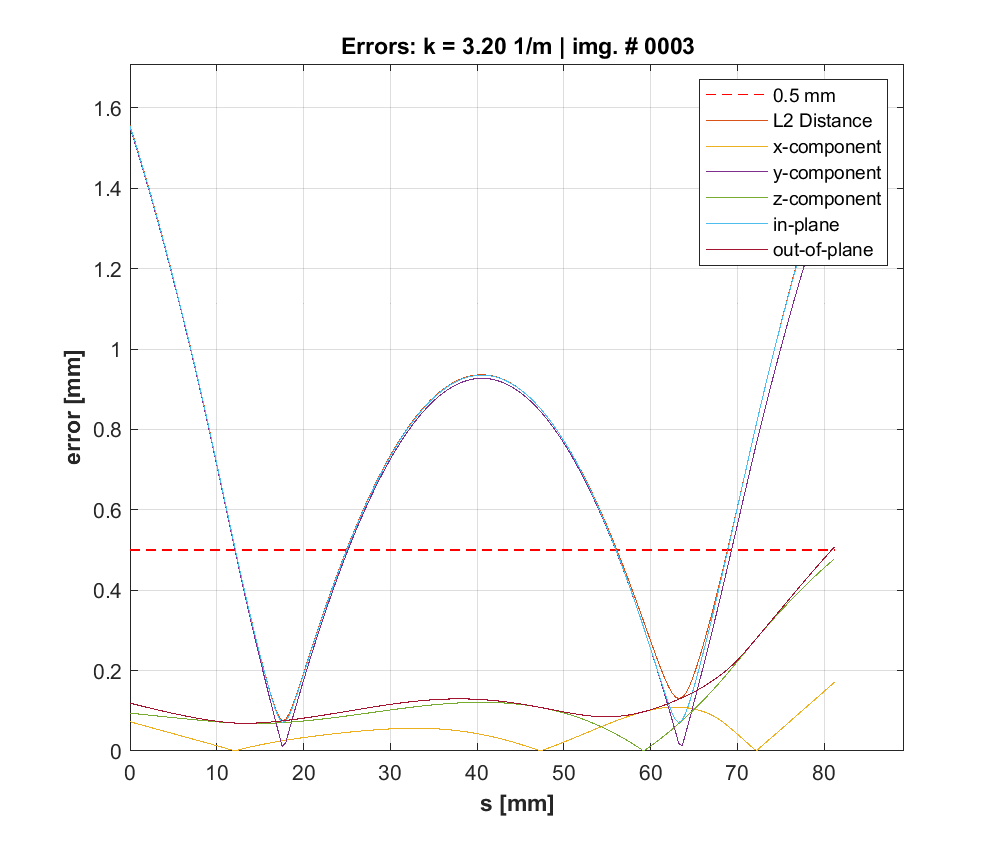 Errors: k = 3.20 1/m | img. # 0003
0.5 mm
L2 Distance
x-component
y-component
z-component
in-plane
out-of-plane
1.6
1.4
1.2
1
0.8
0.6
0.4
0.2
0
error [mm]
0 10 20 30 40 50 60 70 80
s [mm]